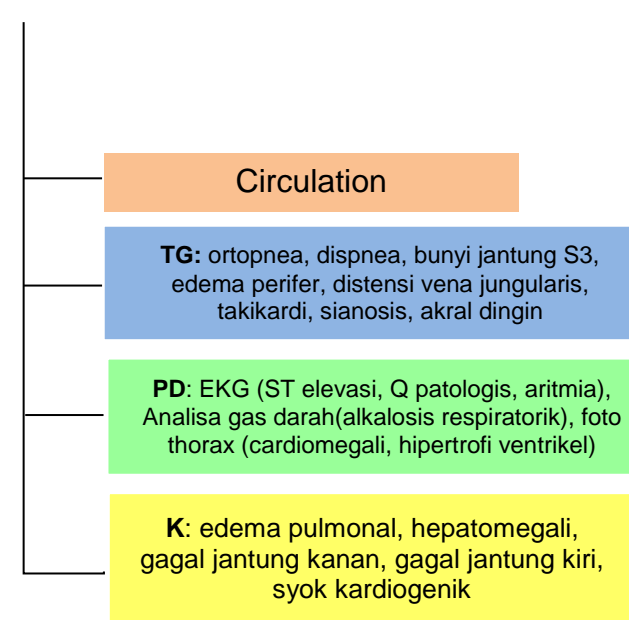 Circulation
TG: ortopnea, dispnea, bunyi jantung S3,
edema perifer, distensi vena jungularis,
takikardi, sianosis, akral dingin
PD: EKG (ST elevasi, Q patologis, aritmia),
Analisa gas darah(alkalosis respiratorik), foto
thorax (cardiomegali, hipertrofi ventrikel)
K: edema pulmonal, hepatomegali,
gagal jantung kanan, gagal jantung kiri,
syok kardiogenik